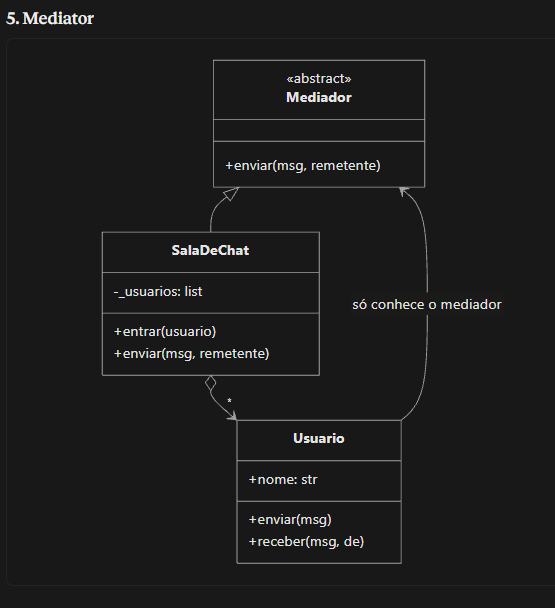 5. Mediator
«abstract»
Mediador
+enviar(msg, remetente)
SalaDeChat
-_usuarios: list
+entrar(usuario)
+enviar(msg, remetente)
só conhece o mediador
*
Usuario
+nome: str
+enviar(msg)
+receber(msg, de)